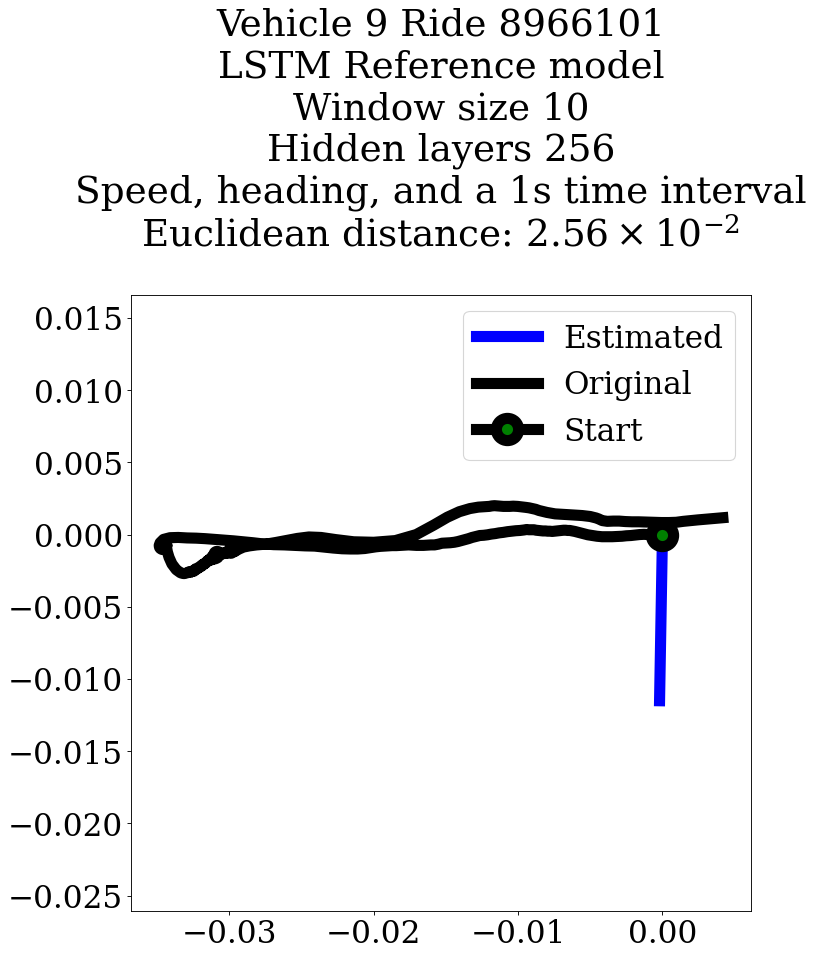 Vehicle 9 Ride 8966101
LSTM Reference model
Window size 10
Hidden layers 256
Speed, heading, and a 1s time interval
Euclidean distance: 2.56 × 10⁻²
Estimated
Original
Start
0.015
0.010
0.005
0.000
−0.005
−0.010
−0.015
−0.020
−0.025
−0.03 −0.02 −0.01 0.00